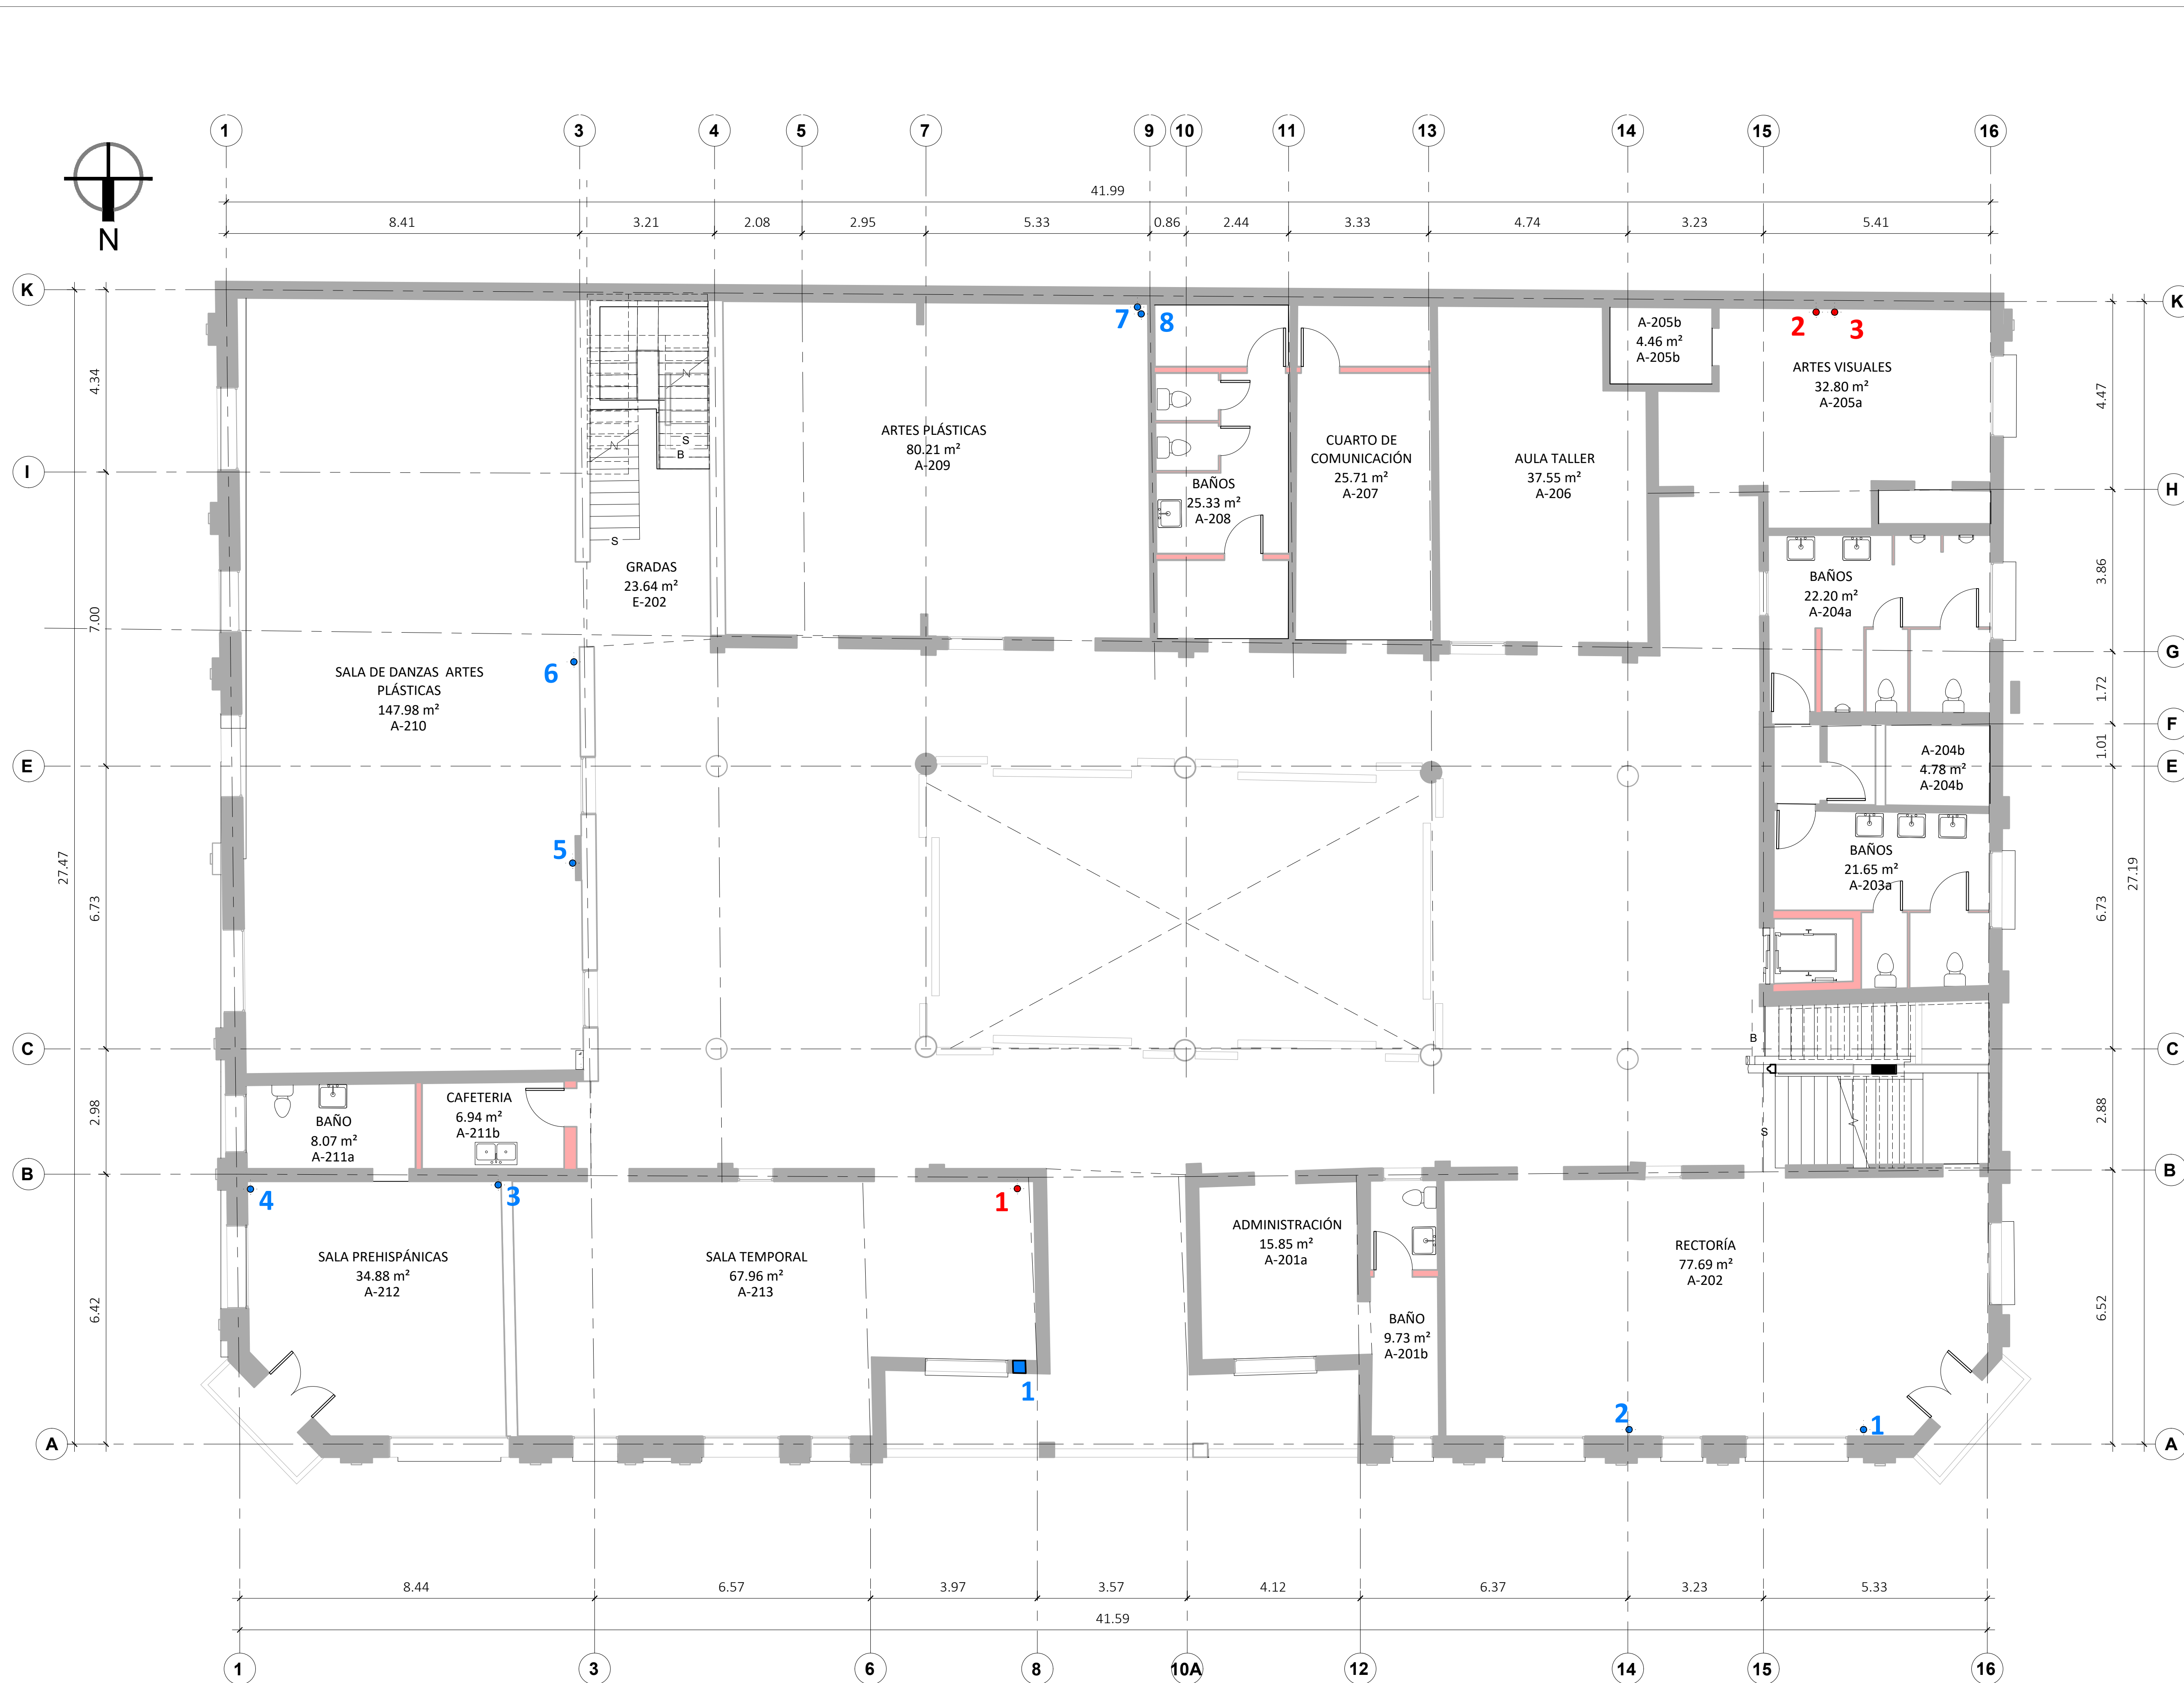 1 3 4 5 7 9 10 11 13 14 15 16
N
41.99
8.41 3.21 2.08 2.95 5.33 0.86 2.44 3.33 4.74 3.23 5.41
K
K
7 8
2 3
A-205b
4.46 m²
A-205b
ARTES VISUALES
32.80 m²
A-205a
4.34
4.47
ARTES PLÁSTICAS
80.21 m²
A-209
CUARTO DE
COMUNICACIÓN
25.71 m²
A-207
AULA TALLER
37.55 m²
A-206
S
B
I
BAÑOS
25.33 m²
A-208
H
S
GRADAS
23.64 m²
E-202
BAÑOS
22.20 m²
A-204a
3.86
7.00
G
6
SALA DE DANZAS ARTES
PLÁSTICAS
147.98 m²
A-210
1.72
F
E
1.01
E
A-204b
4.78 m²
A-204b
5
BAÑOS
21.65 m²
A-203a
27.47
27.19
6.73
6.73
C
B
C
CAFETERIA
6.94 m²
A-211b
BAÑO
8.07 m²
A-211a
2.98
2.88
S
B
B
4
3
1
SALA PREHISPÁNICAS
34.88 m²
A-212
SALA TEMPORAL
67.96 m²
A-213
ADMINISTRACIÓN
15.85 m²
A-201a
RECTORÍA
77.69 m²
A-202
6.42
6.52
BAÑO
9.73 m²
A-201b
1
2
1
A
A
8.44 6.57 3.97 3.57 4.12 6.37 3.23 5.33
41.59
1 3 6 8 10A 12 14 15 16